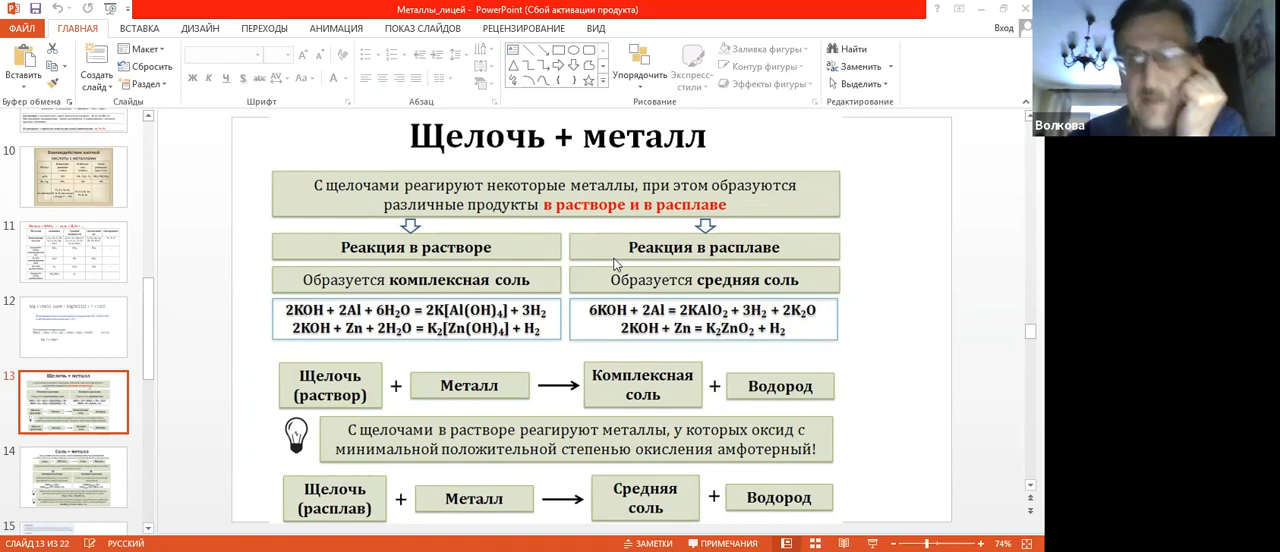 Металлы_лицей - PowerPoint (Сбой активации продукта)
ФАЙЛ ГЛАВНАЯ ВСТАВКА ДИЗАЙН ПЕРЕХОДЫ АНИМАЦИЯ ПОКАЗ СЛАЙДОВ РЕЦЕНЗИРОВАНИЕ ВИД Вход
Вставить
Создать
слайд
Макет
Сбросить
Раздел
Упорядочить
Экспресс-
стили
Заливка фигуры
Контур фигуры
Эффекты фигуры
Найти
Заменить
Выделить
Буфер обмена Слайды Шрифт Абзац Рисование Редактирование
Волкова
10
11
12
13
14
15
Щелочь + металл
С щелочами реагируют некоторые металлы, при этом образуются
различные продукты в растворе и в расплаве
Реакция в растворе
Реакция в расплаве
Образуется комплексная соль
Образуется средняя соль
2KOH + 2Al + 6H₂O = 2K[Al(OH)₄] + 3H₂
2KOH + Zn + 2H₂O = K₂[Zn(OH)₄] + H₂
6KOH + 2Al = 2KAlO₂ + 3H₂ + 2K₂O
2KOH + Zn = K₂ZnO₂ + H₂
Щелочь
(раствор)
+ Металл
Комплексная
соль
+ Водород
С щелочами в растворе рагируют металлы, у которых оксид с
минимальной положительной степенью окисления амфотерный!
Щелочь
(расплав)
+ Металл
Средняя
соль
+ Водород
СЛАЙД 13 ИЗ 22 РУССКИЙ ЗАМЕТКИ ПРИМЕЧАНИЯ 74%